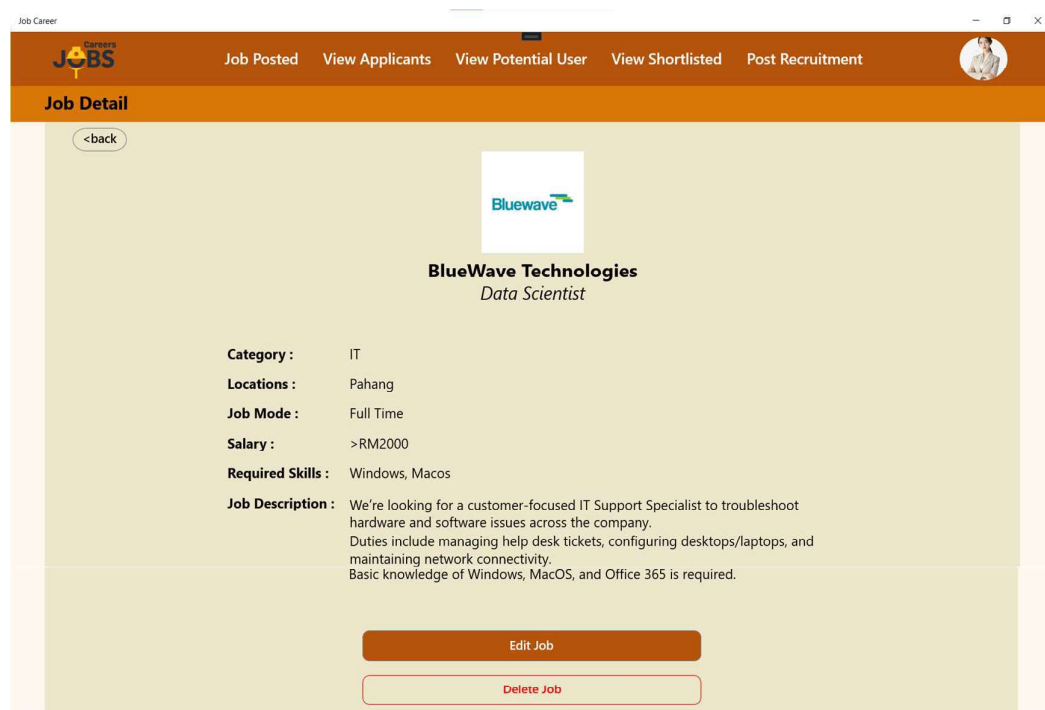 Job Career
Careers
JOBS
Job Posted View Applicants View Potential User View Shortlisted Post Recruitment
Job Detail
<back
Bluewave
BlueWave Technologies
Data Scientist
Category : IT
Locations : Pahang
Job Mode : Full Time
Salary : >RM2000
Required Skills : Windows, Macos
Job Description : We're looking for a customer-focused IT Support Specialist to troubleshoot
hardware and software issues across the company.
Duties include managing help desk tickets, configuring desktops/laptops, and
maintaining network connectivity.
Basic knowledge of Windows, MacOS, and Office 365 is required.
Edit Job
Delete Job